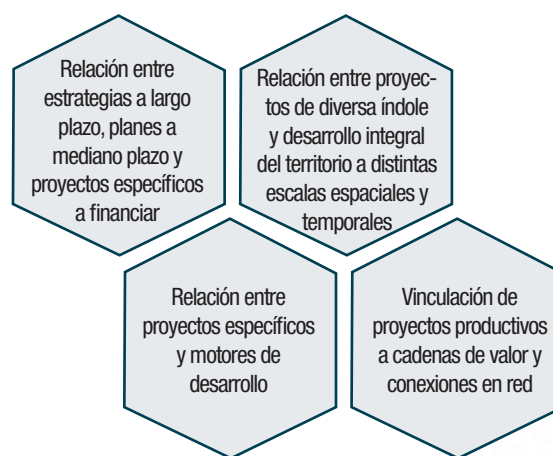 Relación entre
estrategias a largo
plazo, planes a
mediano plazo y
proyectos específicos
a financiar
Relación entre proyec-
tos de diversa índole
y desarrollo integral
del territorio a distintas
escalas espaciales y
temporales
Relación entre
proyectos específicos
y motores de
desarrollo
Vinculación de
proyectos productivos
a cadenas de valor y
conexiones en red